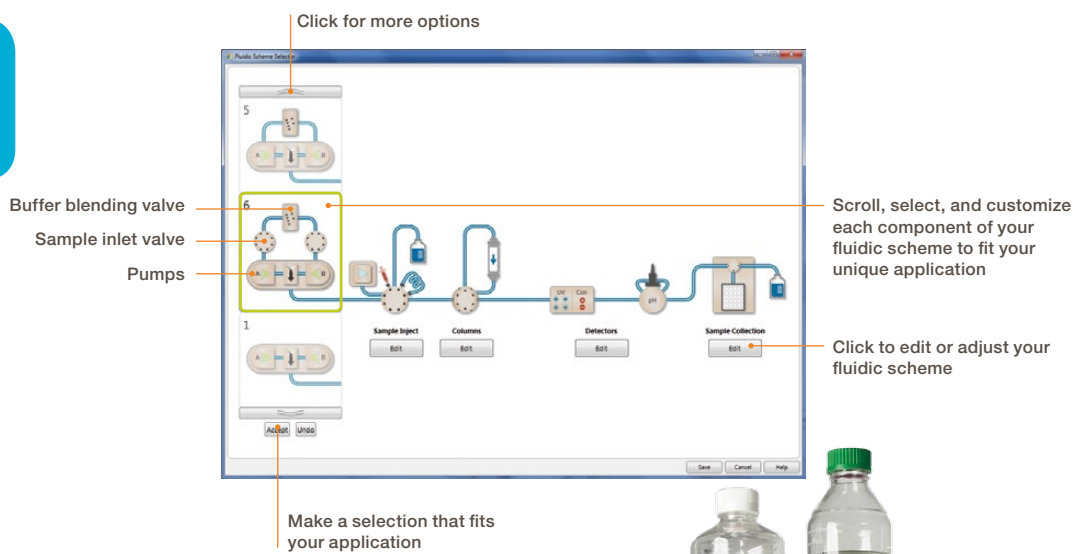 Click for more options
Fluidic Scheme Selector
5
A
B
Buffer blending valve
6
Scroll, select, and customize
each component of your
fluidic scheme to fit your
unique application
Sample inlet valve
Pumps
A
B
UV
Con
pH
Sample Inject
Columns
Detectors
Sample Collection
Edit
Edit
Edit
Edit
Click to edit or adjust your
fluidic scheme
1
A
B
Accept
Undo
Save
Cancel
Help
Make a selection that fits
your application